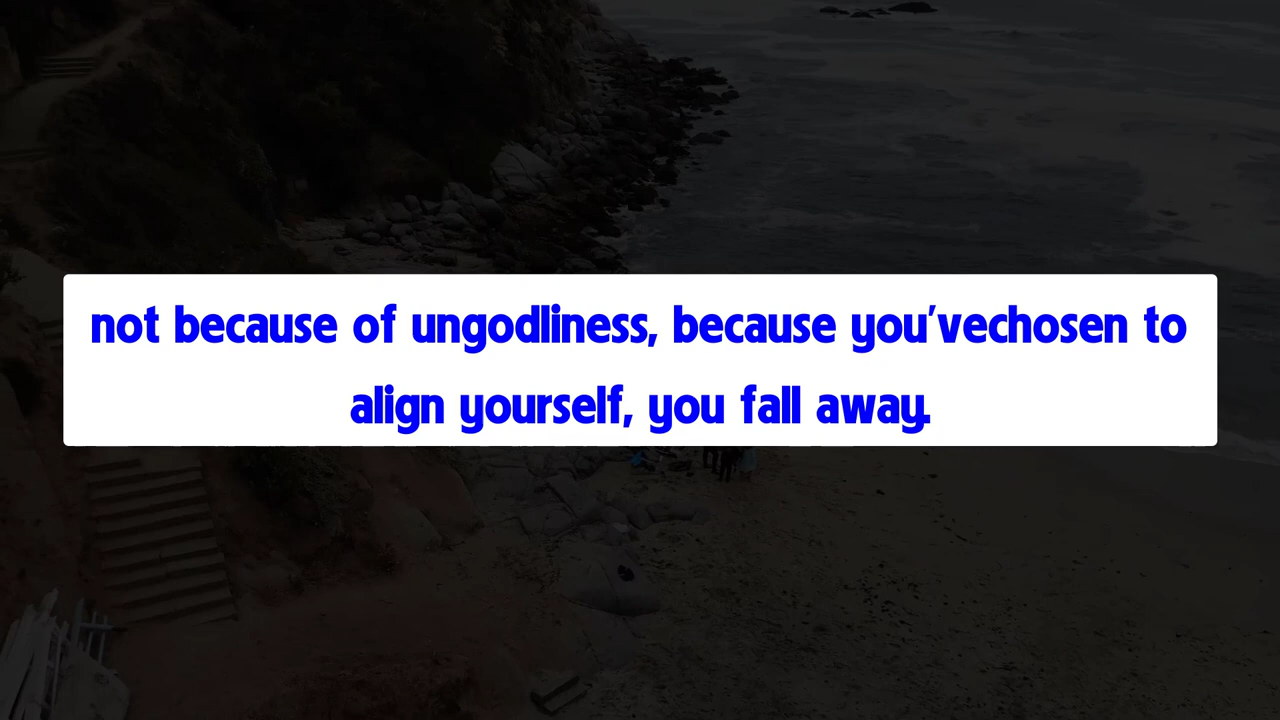 not because of ungodliness, because you'vechosen to
align yourself, you fall away.